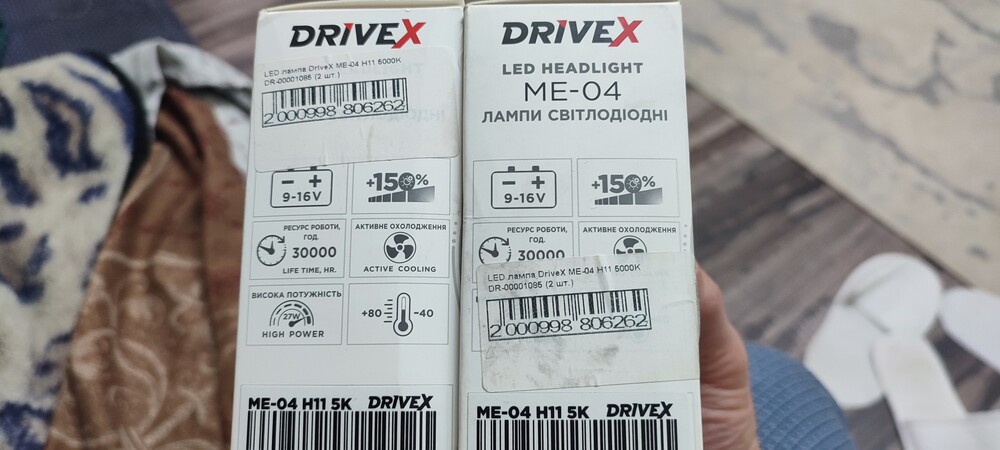 DRIVEX
LED лампа DriveX ME-04 H11 5000K
DR-00001085 (2 шт.)
2 000998 806262
9-16V
+150%
РЕСУРС РОБОТИ, ГОД.
30000
LIFE TIME, HR.
АКТИВНЕ ОХОЛОДЖЕННЯ
ACTIVE COOLING
ВИСОКА ПОТУЖНІСТЬ
27W
HIGH POWER
+80 -40
ME-04 H11 5K DRIVEX
DRIVEX
LED HEADLIGHT
ME-04
ЛАМПИ СВІТЛОДІОДНІ
9-16V
+150%
РЕСУРС РОБОТИ,
ГОД.
30000
АКТИВНЕ ОХОЛОДЖЕННЯ
LED лампа DriveX ME-04 H11 5000K
DR-00001085 (2 шт.)
2 000998 806262
ME-04 H11 5K DRIVEX